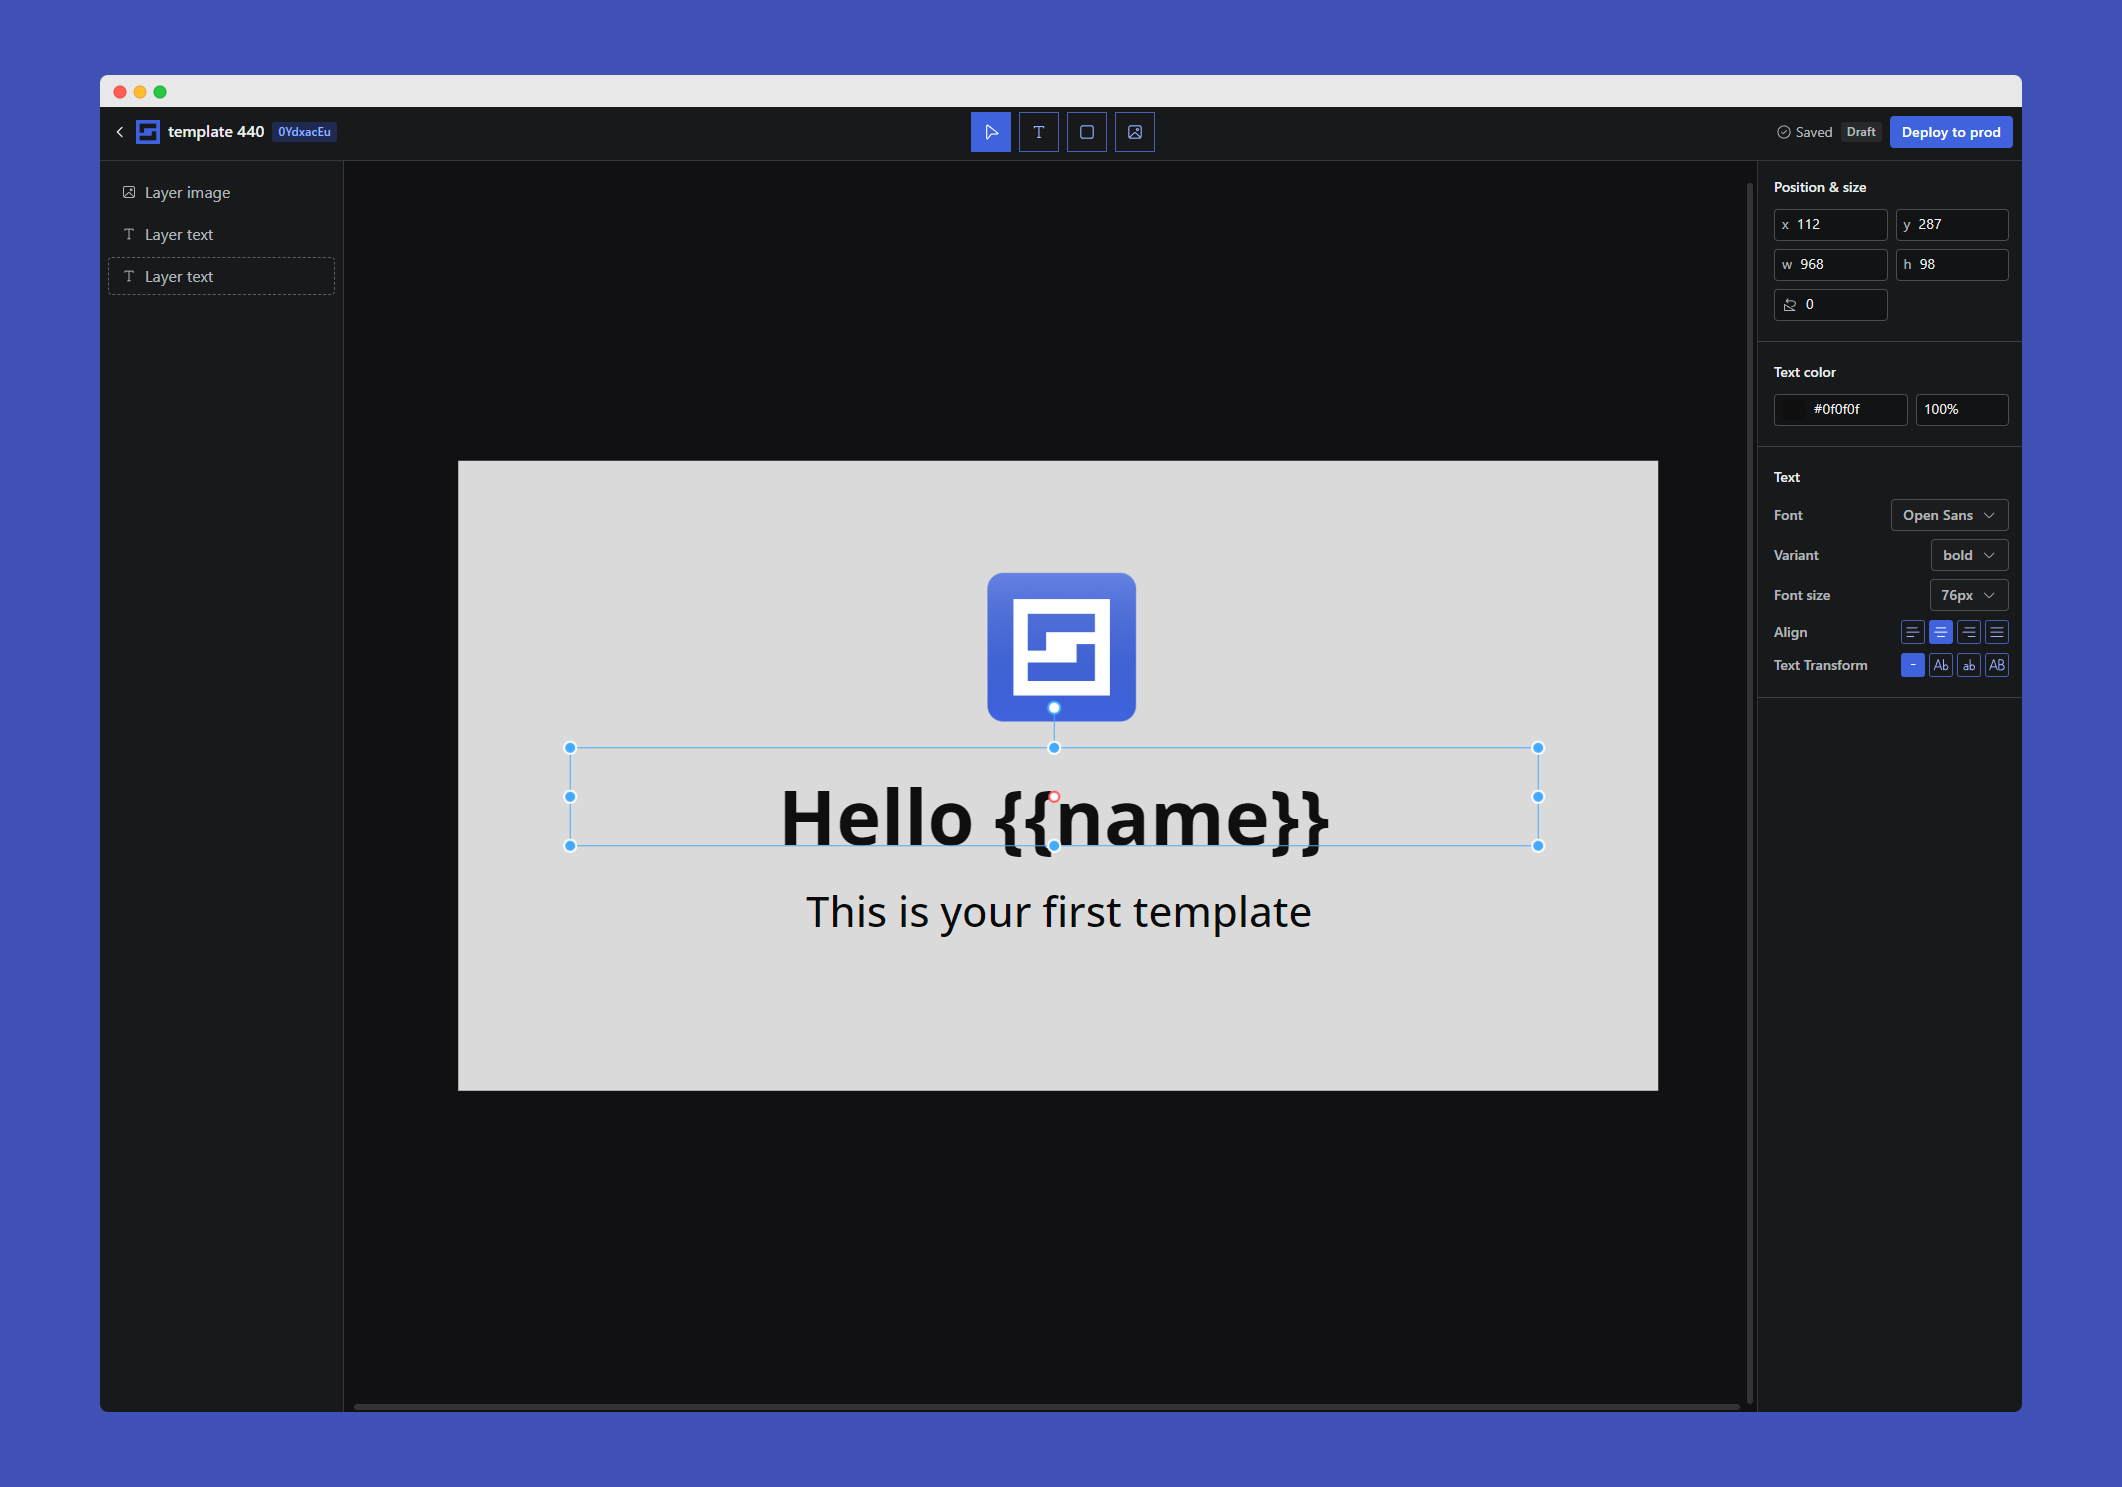 template 440 0YdxacEu
T
Saved Draft Deploy to prod
Layer image
T Layer text
T Layer text
Hello {{name}}
This is your first template
Position & size
x 112 y 287
w 968 h 98
0
Text color
#0f0f0f 100%
Text
Font Open Sans
Variant bold
Font size 76px
Align
Text Transform - Ab ab AB